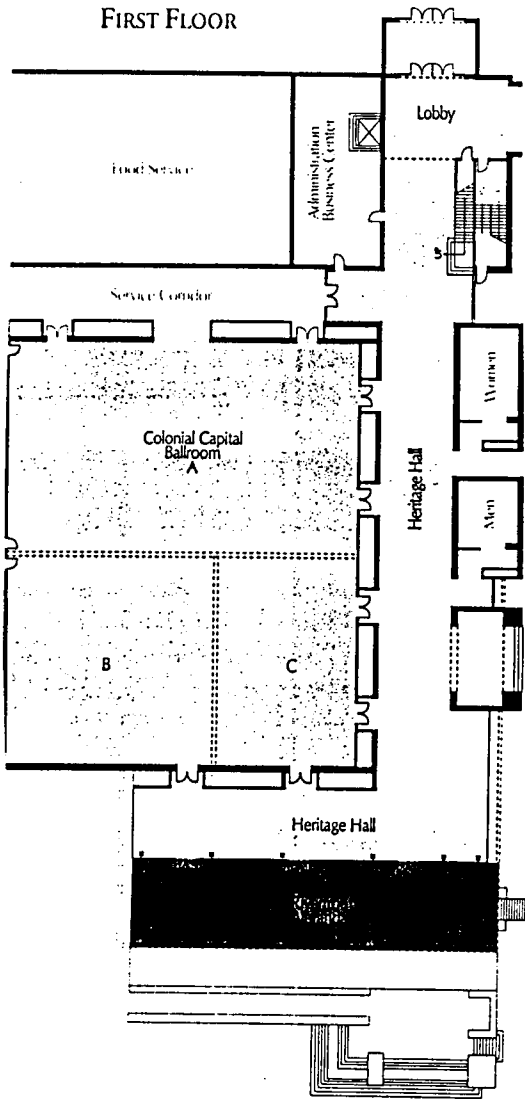 FIRST FLOOR
Lobby
Food Service
Administration
Business Center
UP
Service Corridor
Women
Colonial Capital
Ballroom
A
Heritage Hall
Men
B
C
Heritage Hall